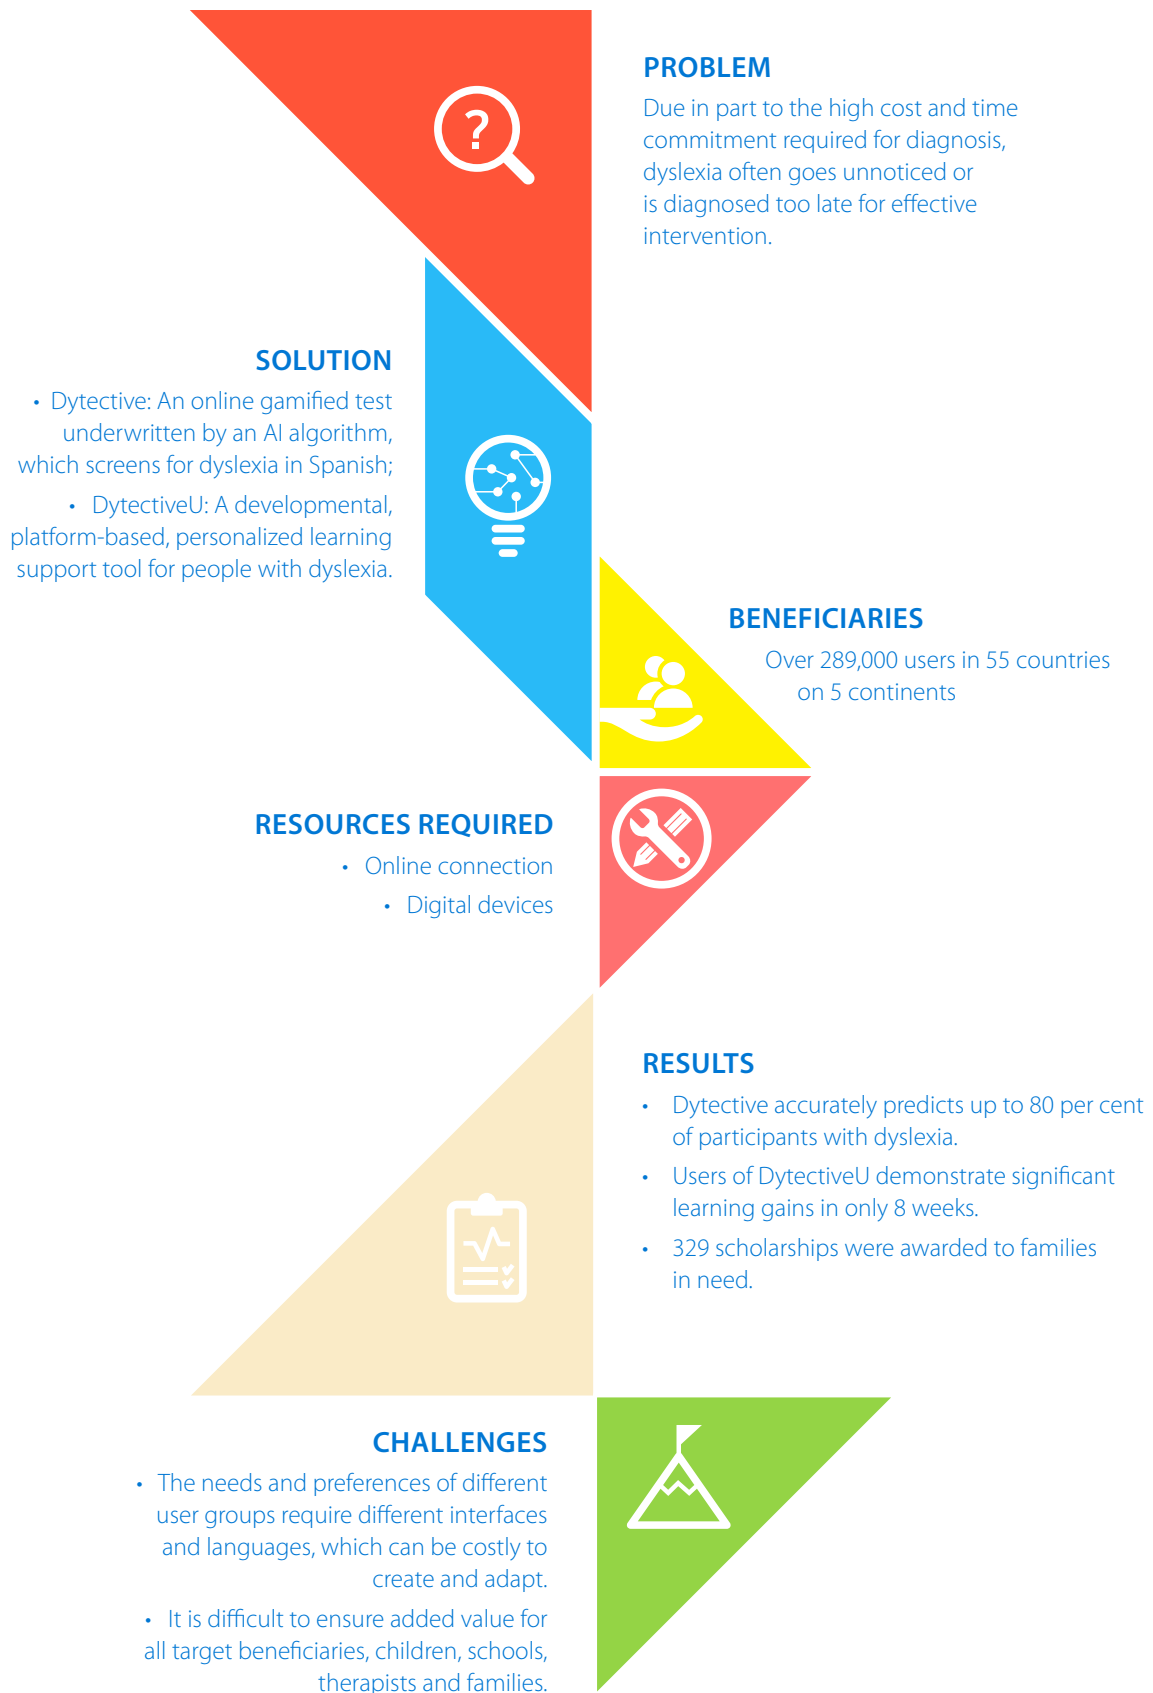 ?
PROBLEM
Due in part to the high cost and time
commitment required for diagnosis,
dyslexia often goes unnoticed or
is diagnosed too late for effective
intervention.
SOLUTION
• Dytective: An online gamified test
underwritten by an AI algorithm,
which screens for dyslexia in Spanish;
• DytectiveU: A developmental,
platform-based, personalized learning
support tool for people with dyslexia.
BENEFICIARIES
Over 289,000 users in 55 countries
on 5 continents
RESOURCES REQUIRED
• Online connection
• Digital devices
RESULTS
• Dytective accurately predicts up to 80 per cent
of participants with dyslexia.
• Users of DytectiveU demonstrate significant
learning gains in only 8 weeks.
• 329 scholarships were awarded to families
in need.
CHALLENGES
• The needs and preferences of different
user groups require different interfaces
and languages, which can be costly to
create and adapt.
• It is difficult to ensure added value for
all target beneficiaries, children, schools,
therapists and families.